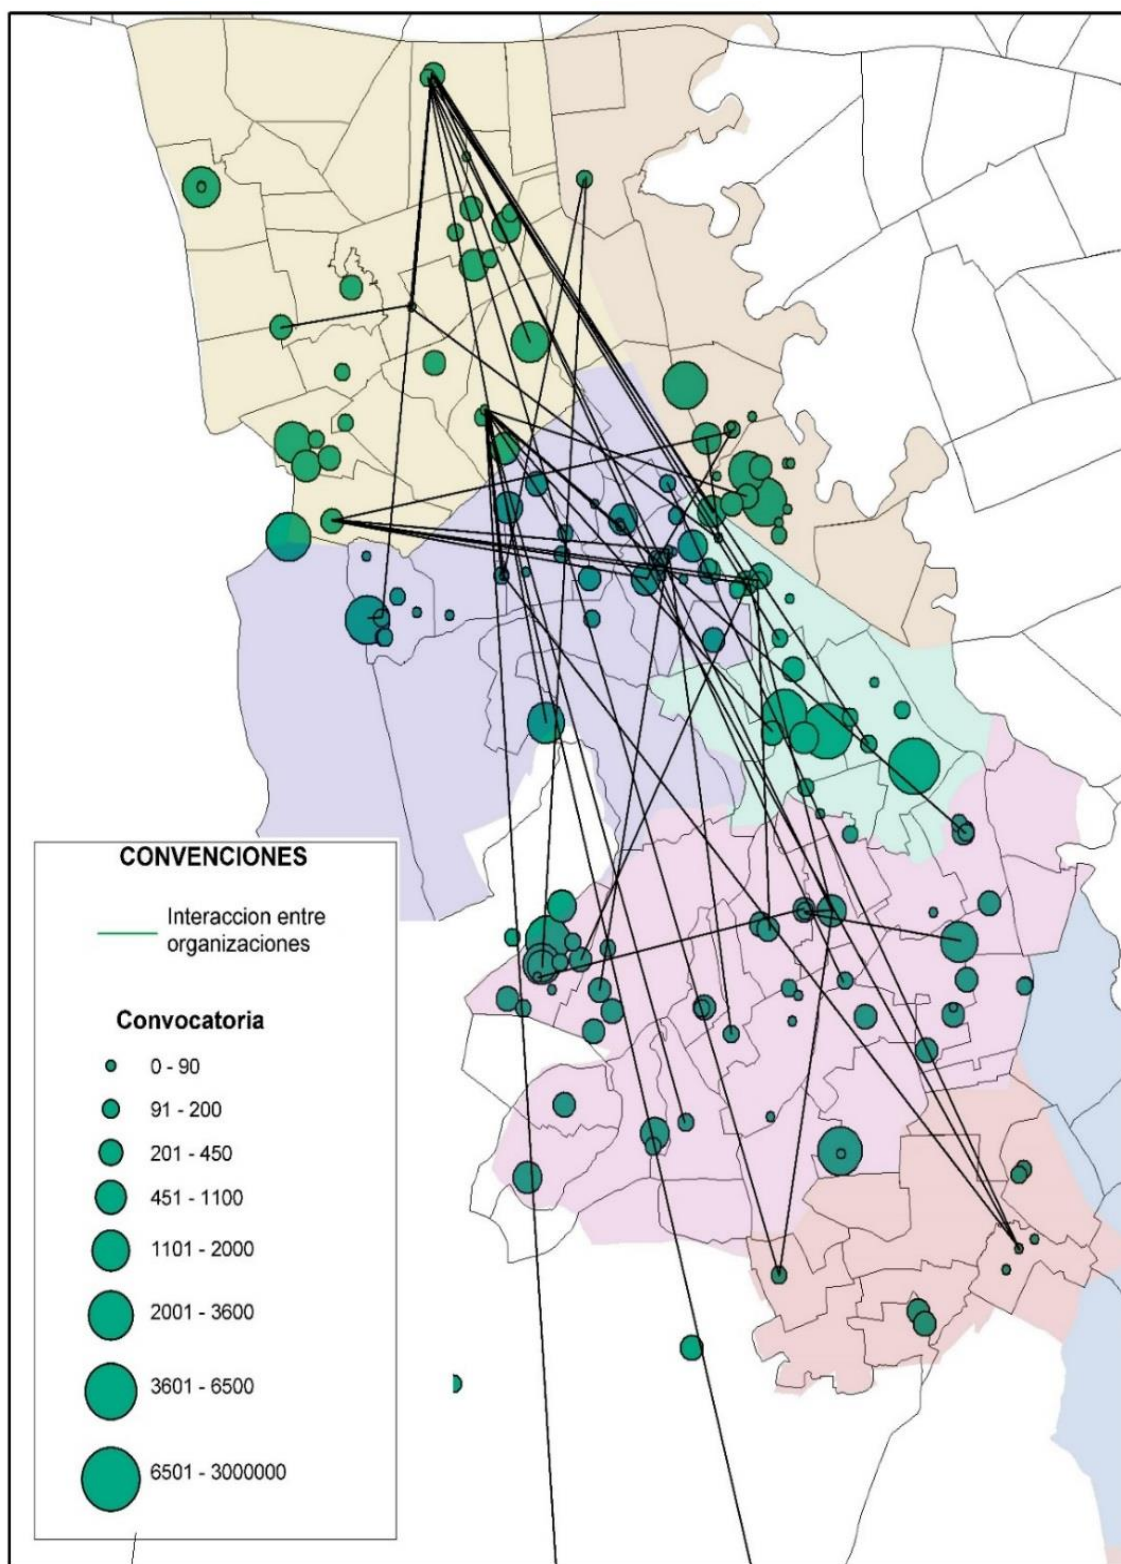 CONVENCIONES
Interaccion entre
organizaciones
Convocatoria
0 - 90
91 - 200
201 - 450
451 - 1100
1101 - 2000
2001 - 3600
3601 - 6500
6501 - 3000000